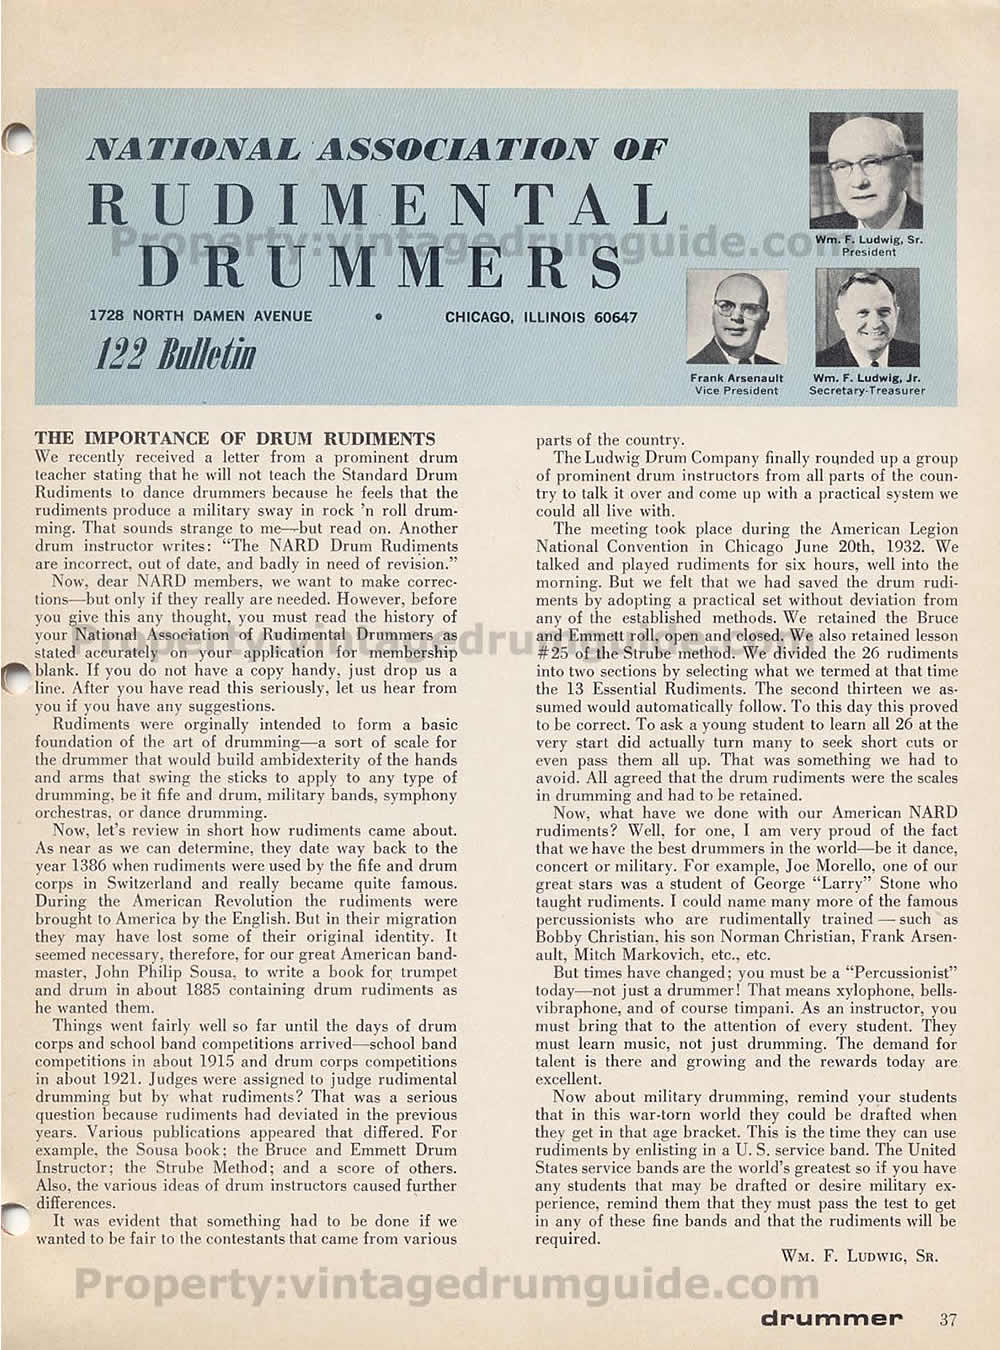 NATIONAL ASSOCIATION OF
RUDIMENTAL
DRUMMERS
1728 NORTH DAMEN AVENUE • CHICAGO, ILLINOIS 60647
122 Bulletin
Wm. F. Ludwig, Sr.
President
Frank Arsenault
Vice President
Wm. F. Ludwig, Jr.
Secretary-Treasurer
Property:vintagedrumguide.com
THE IMPORTANCE OF DRUM RUDIMENTS
We recently received a letter from a prominent drum
teacher stating that he will not teach the Standard Drum
Rudiments to dance drummers because he feels that the
rudiments produce a military sway in rock 'n roll drum-
ming. That sounds strange to me—but read on. Another
drum instructor writes: “The NARD Drum Rudiments
are incorrect, out of date, and badly in need of revision.”
Now, dear NARD members, we want to make correc-
tions—but only if they really are needed. However, before
you give this any thought, you must read the history of
your National Association of Rudimental Drummers as
stated accurately on your application for membership
blank. If you do not have a copy handy, just drop us a
line. After you have read this seriously, let us hear from
you if you have any suggestions.
Rudiments were orginally intended to form a basic
foundation of the art of drumming—a sort of scale for
the drummer that would build ambidexterity of the hands
and arms that swing the sticks to apply to any type of
drumming, be it fife and drum, military bands, symphony
orchestras, or dance drumming.
Now, let's review in short how rudiments came about.
As near as we can determine, they date way back to the
year 1386 when rudiments were used by the fife and drum
corps in Switzerland and really became quite famous.
During the American Revolution the rudiments were
brought to America by the English. But in their migration
they may have lost some of their original identity. It
seemed necessary, therefore, for our great American band-
master, John Philip Sousa, to write a book for trumpet
and drum in about 1885 containing drum rudiments as
he wanted them.
Things went fairly well so far until the days of drum
corps and school band competitions arrived—school band
competitions in about 1915 and drum corps competitions
in about 1921. Judges were assigned to judge rudimental
drumming but by what rudiments? That was a serious
question because rudiments had deviated in the previous
years. Various publications appeared that differed. For
example, the Sousa book; the Bruce and Emmett Drum
Instructor; the Strube Method; and a score of others.
Also, the various ideas of drum instructors caused further
differences.
It was evident that something had to be done if we
wanted to be fair to the contestants that came from various
parts of the country.
The Ludwig Drum Company finally rounded up a group
of prominent drum instructors from all parts of the coun-
try to talk it over and come up with a practical system we
could all live with.
The meeting took place during the American Legion
National Convention in Chicago June 20th, 1932. We
talked and played rudiments for six hours, well into the
morning. But we felt that we had saved the drum rudi-
ments by adopting a practical set without deviation from
any of the established methods. We retained the Bruce
and Emmett roll, open and closed. We also retained lesson
#25 of the Strube method. We divided the 26 rudiments
into two sections by selecting what we termed at that time
the 13 Essential Rudiments. The second thirteen we as-
sumed would automatically follow. To this day this proved
to be correct. To ask a young student to learn all 26 at the
very start did actually turn many to seek short cuts or
even pass them all up. That was something we had to
avoid. All agreed that the drum rudiments were the scales
in drumming and had to be retained.
Now, what have we done with our American NARD
rudiments? Well, for one, I am very proud of the fact
that we have the best drummers in the world—be it dance,
concert or military. For example, Joe Morello, one of our
great stars was a student of George “Larry” Stone who
taught rudiments. I could name many more of the famous
percussionists who are rudimentally trained — such as
Bobby Christian, his son Norman Christian, Frank Arsen-
ault, Mitch Markovich, etc., etc.
But times have changed; you must be a “Percussionist”
today—not just a drummer! That means xylophone, bells-
vibraphone, and of course timpani. As an instructor, you
must bring that to the attention of every student. They
must learn music, not just drumming. The demand for
talent is there and growing and the rewards today are
excellent.
Now about military drumming, remind your students
that in this war-torn world they could be drafted when
they get in that age bracket. This is the time they can use
rudiments by enlisting in a U. S. service band. The United
States service bands are the world's greatest so if you have
any students that may be drafted or desire military ex-
perience, remind them that they must pass the test to get
in any of these fine bands and that the rudiments will be
required.
WM. F. LUDWIG, SR.
Property:vintagedrumguide.com
Property:vintagedrumguide.com
drummer 37